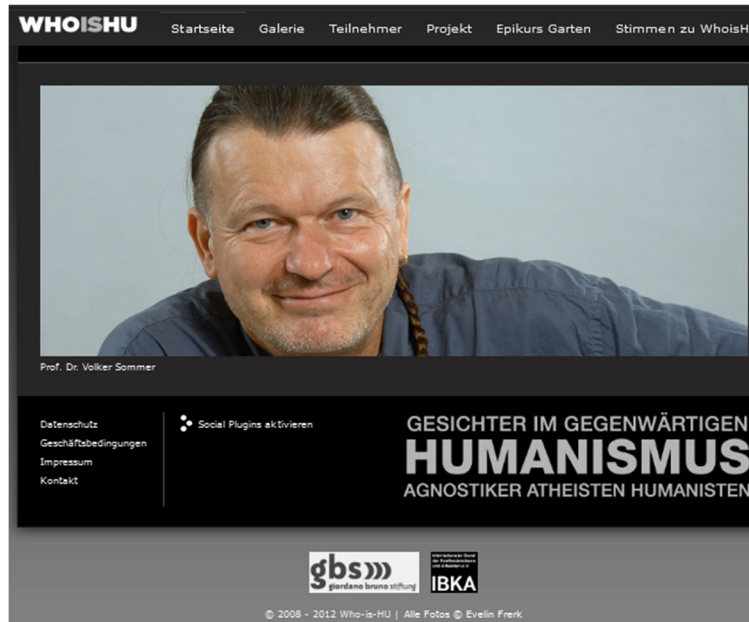 WHOISHU
Startseite Galerie Teilnehmer Projekt Epikurs Garten Stimmen zu WhoisH
Prof. Dr. Volker Sommer
Datenschutz
Geschäftsbedingungen
Impressum
Kontakt
Social Plugins aktivieren
GESICHTER IM GEGENWÄRTIGEN
HUMANISMUS
AGNOSTIKER ATHEISTEN HUMANISTEN
gbs
giordano bruno stiftung
IBKA
© 2008 - 2012 Who-is-HU | Alle Fotos © Evelin Frerk